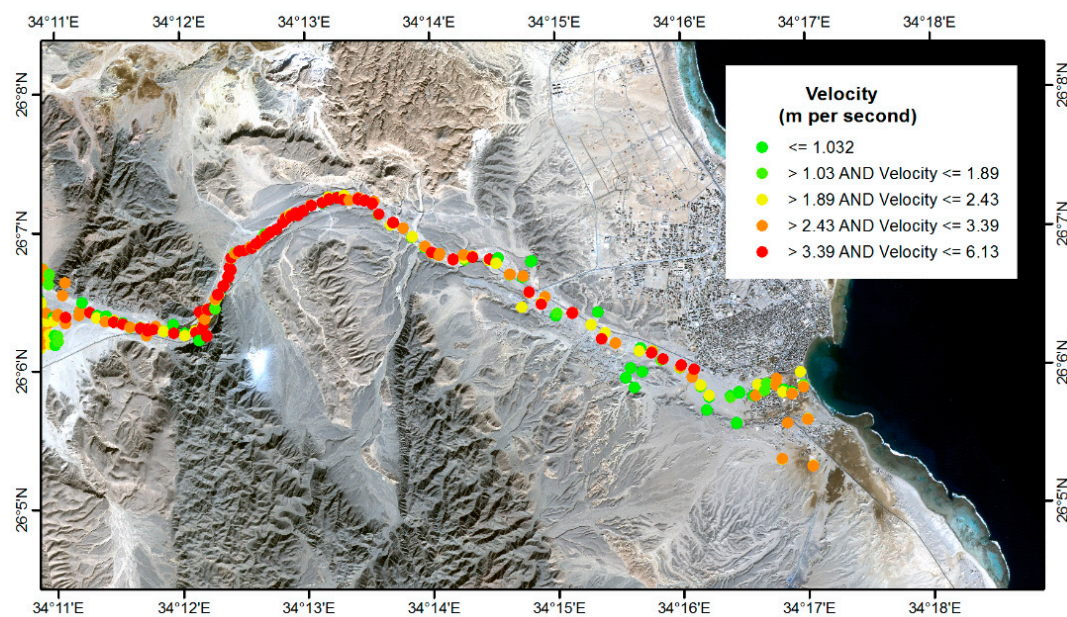 34°11'E 34°12'E 34°13'E 34°14'E 34°15'E 34°16'E 34°17'E 34°18'E
26°8'N 26°8'N
Velocity
(m per second)
<= 1.032
> 1.03 AND Velocity <= 1.89
> 1.89 AND Velocity <= 2.43
> 2.43 AND Velocity <= 3.39
> 3.39 AND Velocity <= 6.13
26°7'N 26°7'N
26°6'N 26°6'N
26°5'N 26°5'N
34°11'E 34°12'E 34°13'E 34°14'E 34°15'E 34°16'E 34°17'E 34°18'E